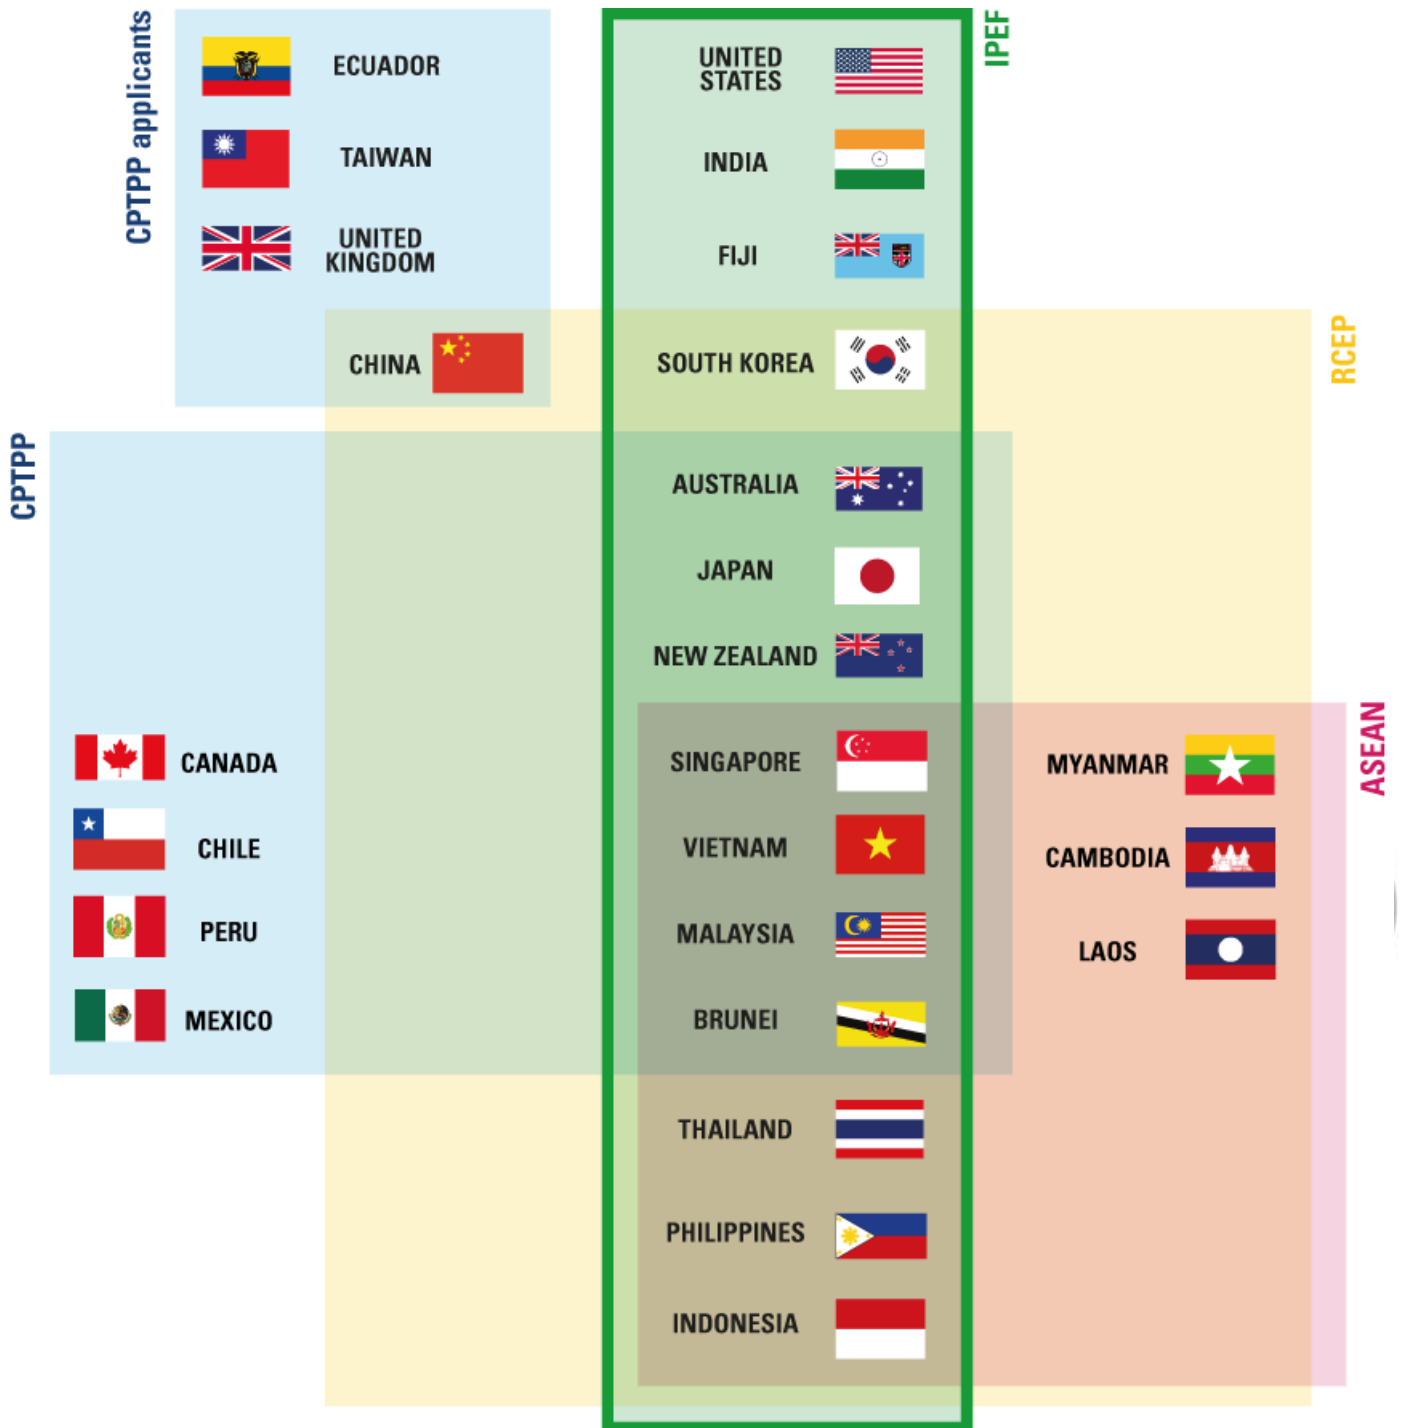 CPTPP applicants
ECUADOR
TAIWAN
UNITED
KINGDOM
CHINA
IPEF
UNITED
STATES
INDIA
FIJI
SOUTH KOREA
RCEP
CPTPP
AUSTRALIA
JAPAN
NEW ZEALAND
ASEAN
CANADA
CHILE
PERU
MEXICO
SINGAPORE
VIETNAM
MALAYSIA
BRUNEI
MYANMAR
CAMBODIA
LAOS
THAILAND
PHILIPPINES
INDONESIA